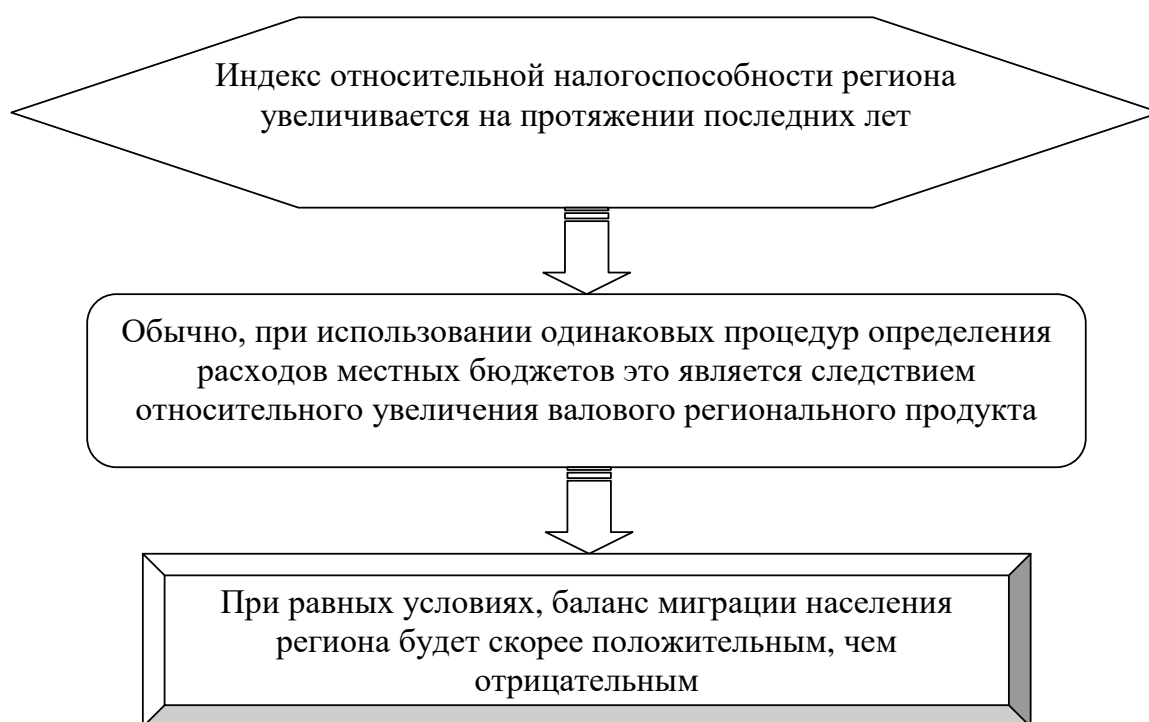 Индекс относительной налогоспособности региона
увеличивается на протяжении последних лет
Обычно, при использовании одинаковых процедур определения
расходов местных бюджетов это является следствием
относительного увеличения валового регионального продукта
При равных условиях, баланс миграции населения
региона будет скорее положительным, чем
отрицательным